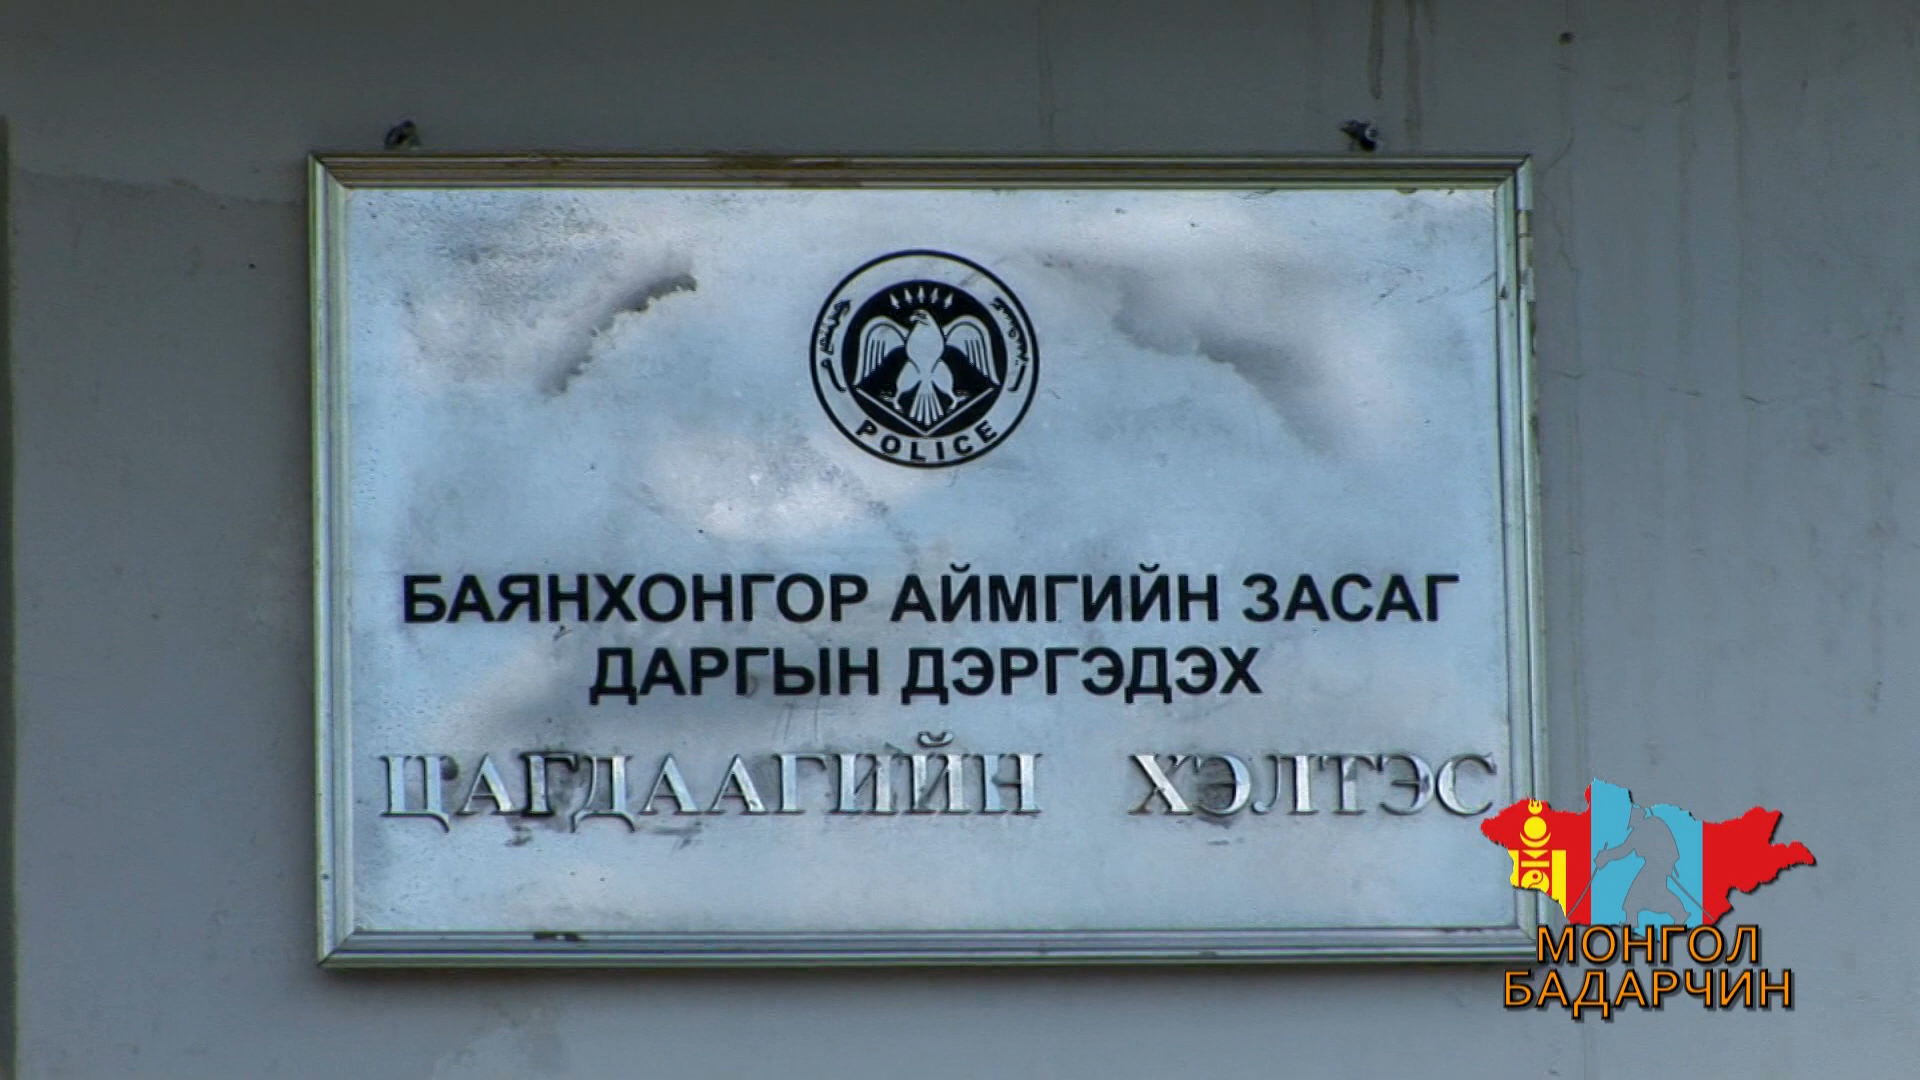 POLICE
БАЯНХОНГОР АЙМГИЙН ЗАСАГ
ДАРГЫН ДЭРГЭДЭХ
ЦАГДААГИЙН ХЭЛТЭС
МОНГОЛ
БАДАРЧИН